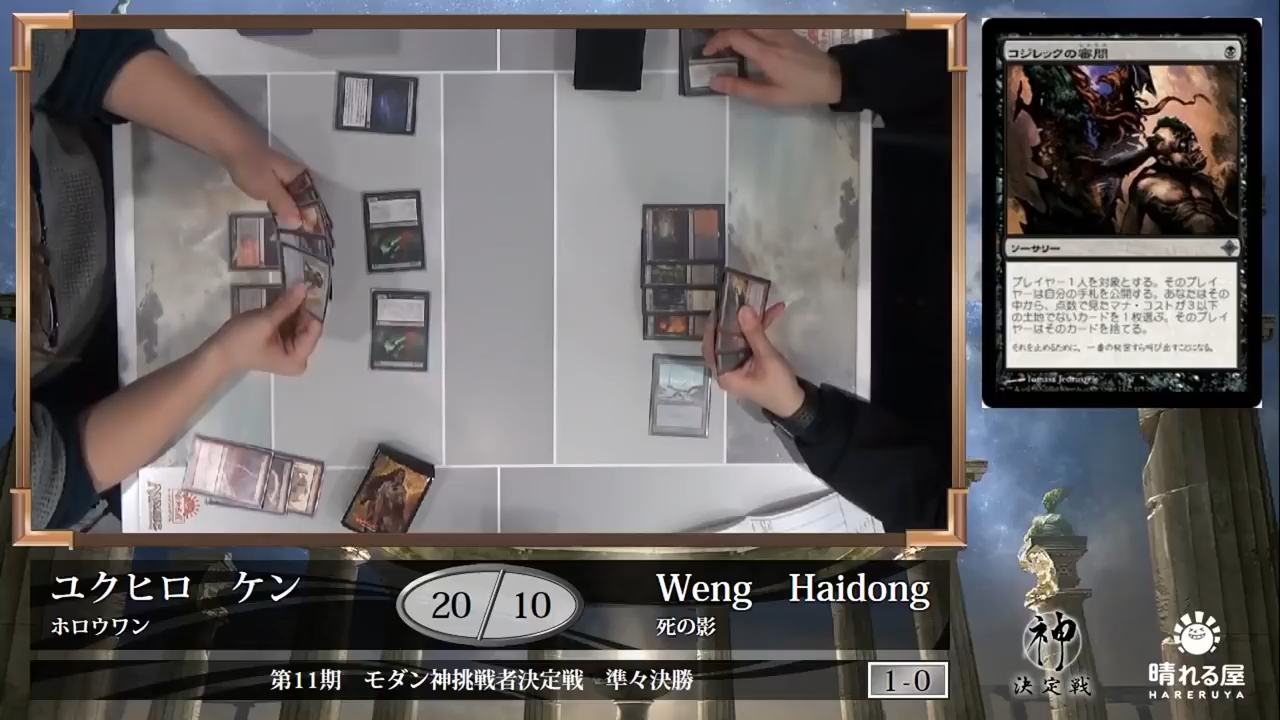 コジレックの審問
ソーサリー
プレイヤー1人を対象とする。そのプレイ
ヤーは自分の手札を公開する。あなたはその
中から、点数で見たマナ・コストが3以下
の土地でないカードを1枚選ぶ。そのプレイ
ヤーはそのカードを捨てる。
ユクヒロ ケン
ホロウワン
20 / 10
Weng Haidong
死の影
第11期 モダン神挑戦者決定戦 準々決勝
1-0
神
決定戦
晴れる屋
HARERUYA